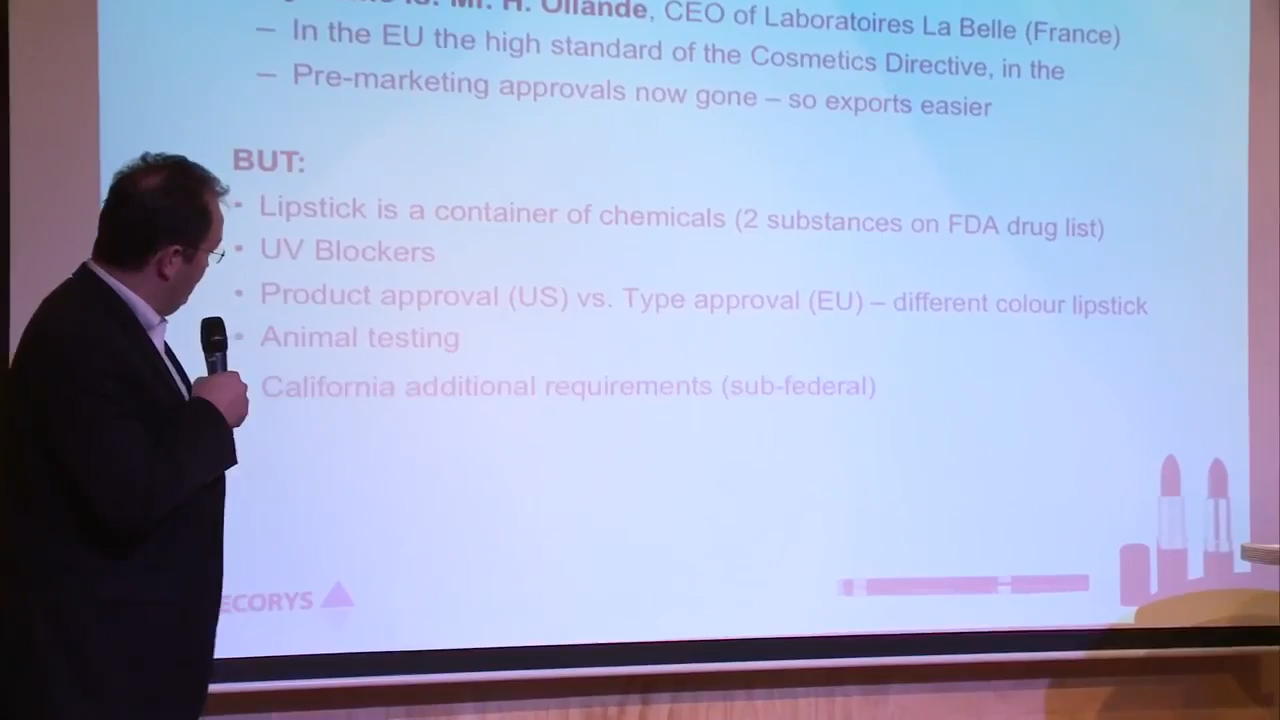 Mr. H. Ollande, CEO of Laboratoires La Belle (France)
– In the EU the high standard of the Cosmetics Directive, in the
– Pre-marketing approvals now gone – so exports easier
BUT:
• Lipstick is a container of chemicals (2 substances on FDA drug list)
• UV Blockers
• Product approval (US) vs. Type approval (EU) – different colour lipstick
• Animal testing
California additional requirements (sub-federal)
ECORYS